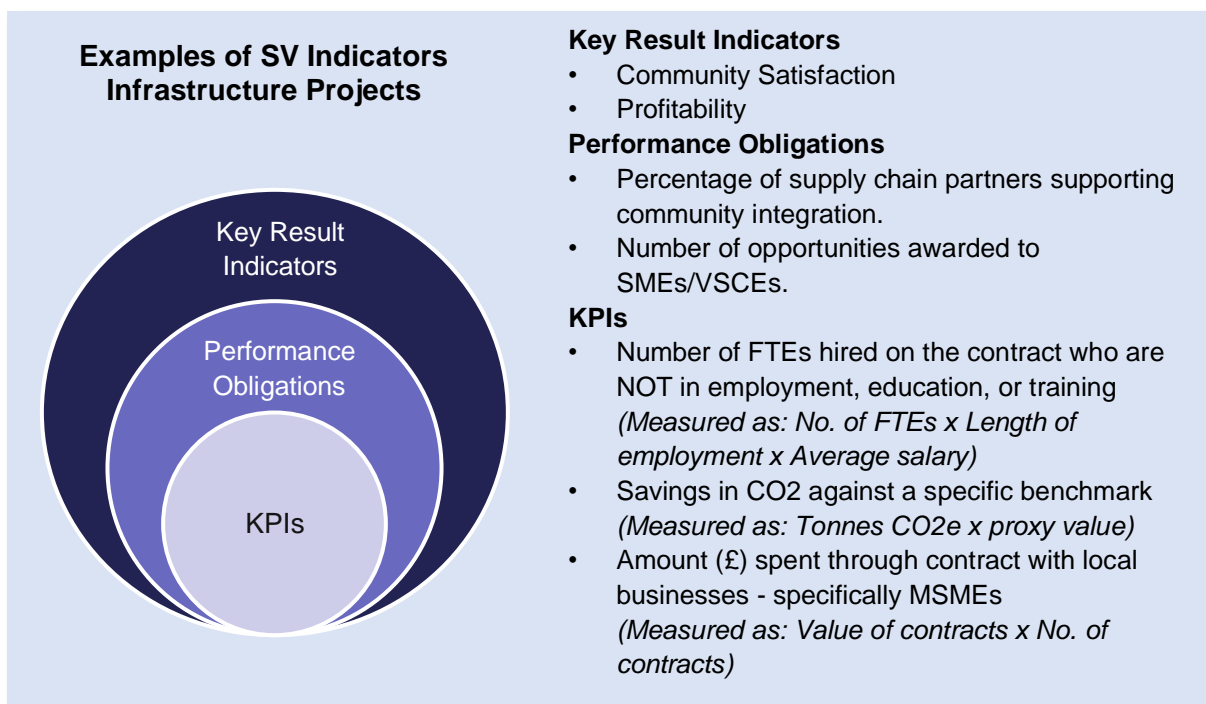 Examples of SV Indicators
Infrastructure Projects
Key Result
Indicators
Performance
Obligations
KPIs
Key Result Indicators
• Community Satisfaction
• Profitability
Performance Obligations
• Percentage of supply chain partners supporting
community integration.
• Number of opportunities awarded to
SMEs/VSCEs.
KPIs
• Number of FTEs hired on the contract who are
NOT in employment, education, or training
(Measured as: No. of FTEs x Length of
employment x Average salary)
• Savings in CO2 against a specific benchmark
(Measured as: Tonnes CO2e x proxy value)
• Amount (£) spent through contract with local
businesses - specifically MSMEs
(Measured as: Value of contracts x No. of
contracts)